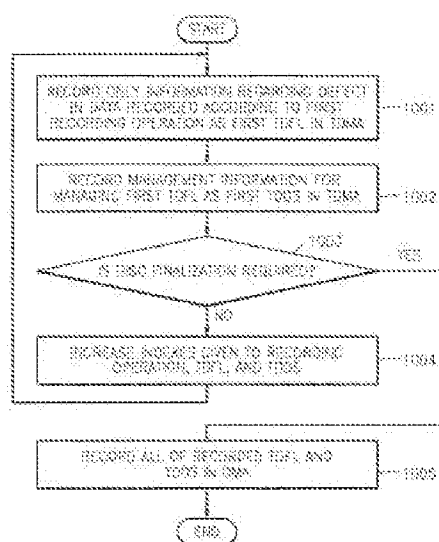 START
RECORD ONLY INFORMATION REGARDING DEFECT
IN DATA RECORDED ACCORDING TO FIRST
RECORDING OPERATION AS FIRST TDFL IN TDMA
1001
RECORD MANAGEMENT INFORMATION FOR
MANAGING FIRST TDFL AS FIRST TDDS IN TDMA
1002
1003
IS DISC FINALIZATION REQUIRED?
YES
NO
INCREASE INDEXES GIVEN TO RECORDING
OPERATION, TDFL, AND TDDS
1004
RECORD ALL OF RECORDED TDFL AND
TDDS IN DMA
1005
END